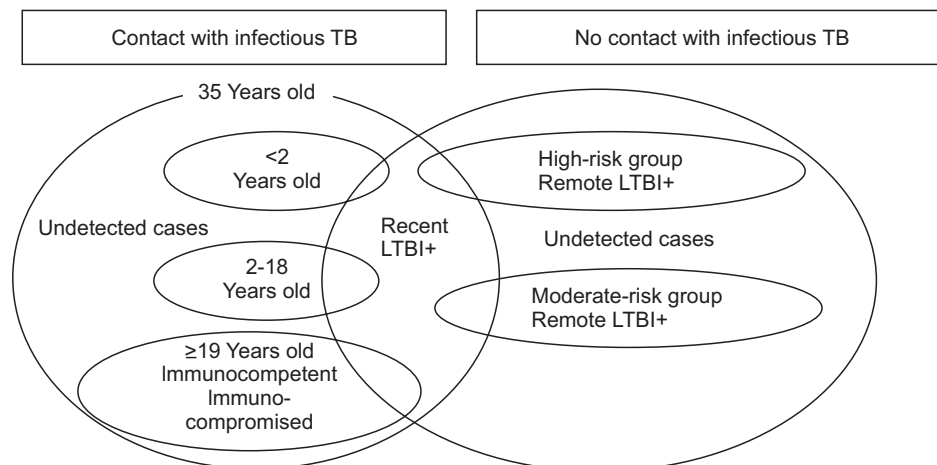 Contact with infectious TB
No contact with infectious TB
35 Years old
<2
Years old
Undetected cases
2-18
Years old
≥19 Years old
Immunocompetent
Immuno-
compromised
Recent
LTBI+
High-risk group
Remote LTBI+
Undetected cases
Moderate-risk group
Remote LTBI+